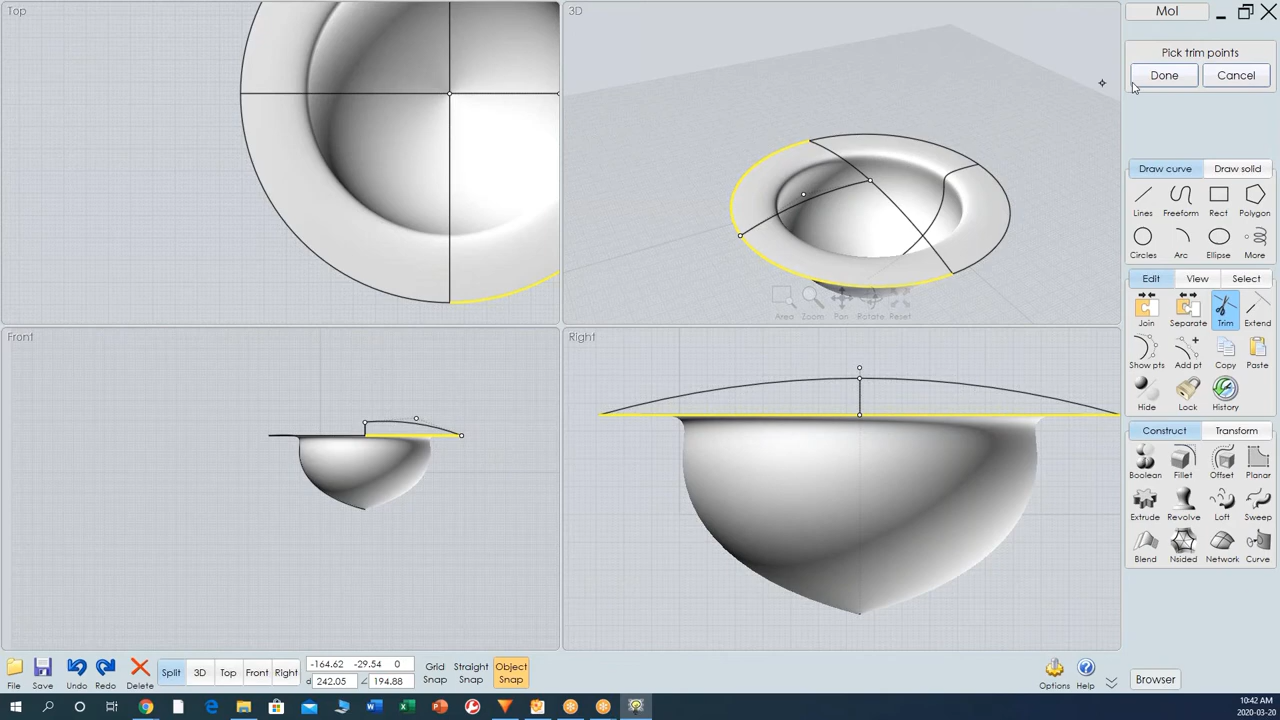 Top
3D
MoI
Pick trim points
Done Cancel
Draw curve Draw solid
Lines Freeform Rect Polygon
Circles Arc Ellipse More
Edit View Select
Join Separate Trim Extend
Show pts Add pt Copy Paste
Hide Lock History
Construct Transform
Boolean Fillet Offset Planar
Extrude Revolve Loft Sweep
Blend Nsided Network Curve
Area Zoom Pan Rotate Reset
Front
Right
File Save Undo Redo Delete
Split 3D Top Front Right
-164.62 -29.54 0
d 242.05 ∠ 194.88
Grid Snap
Straight Snap
Object Snap
Options Help
Browser
10:42 AM
2020-03-20